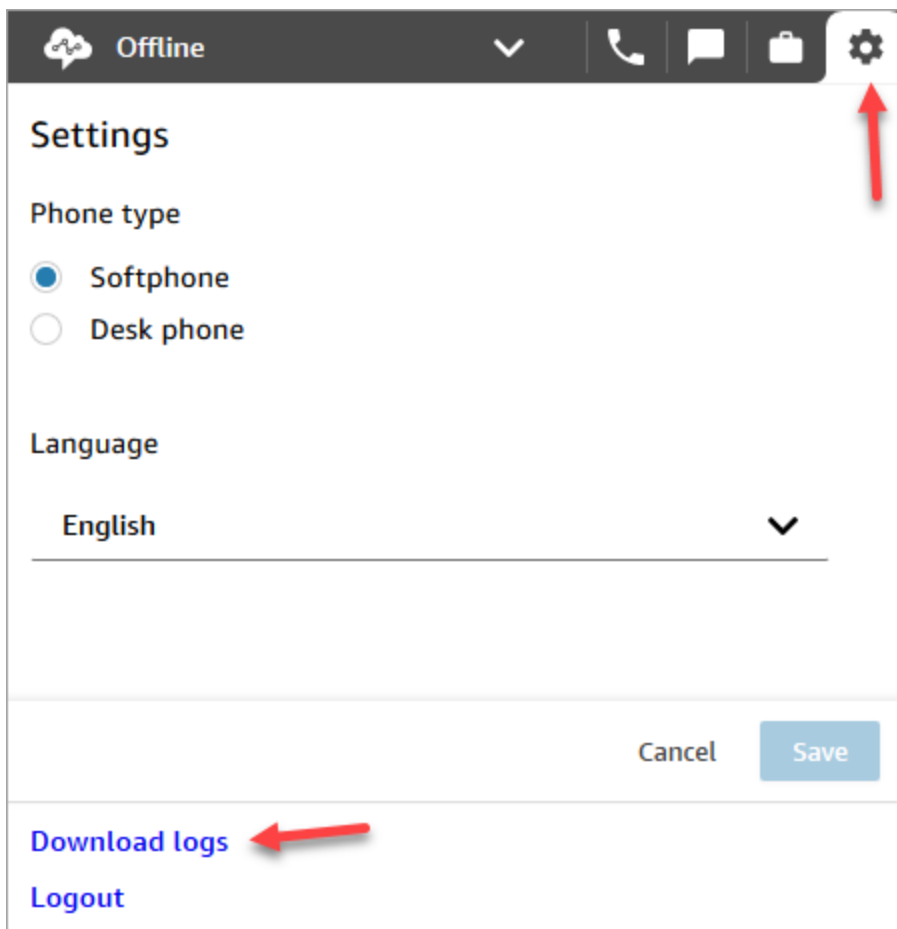 Offline
Settings
Phone type
Softphone
Desk phone
Language
English
Cancel Save
Download logs
Logout